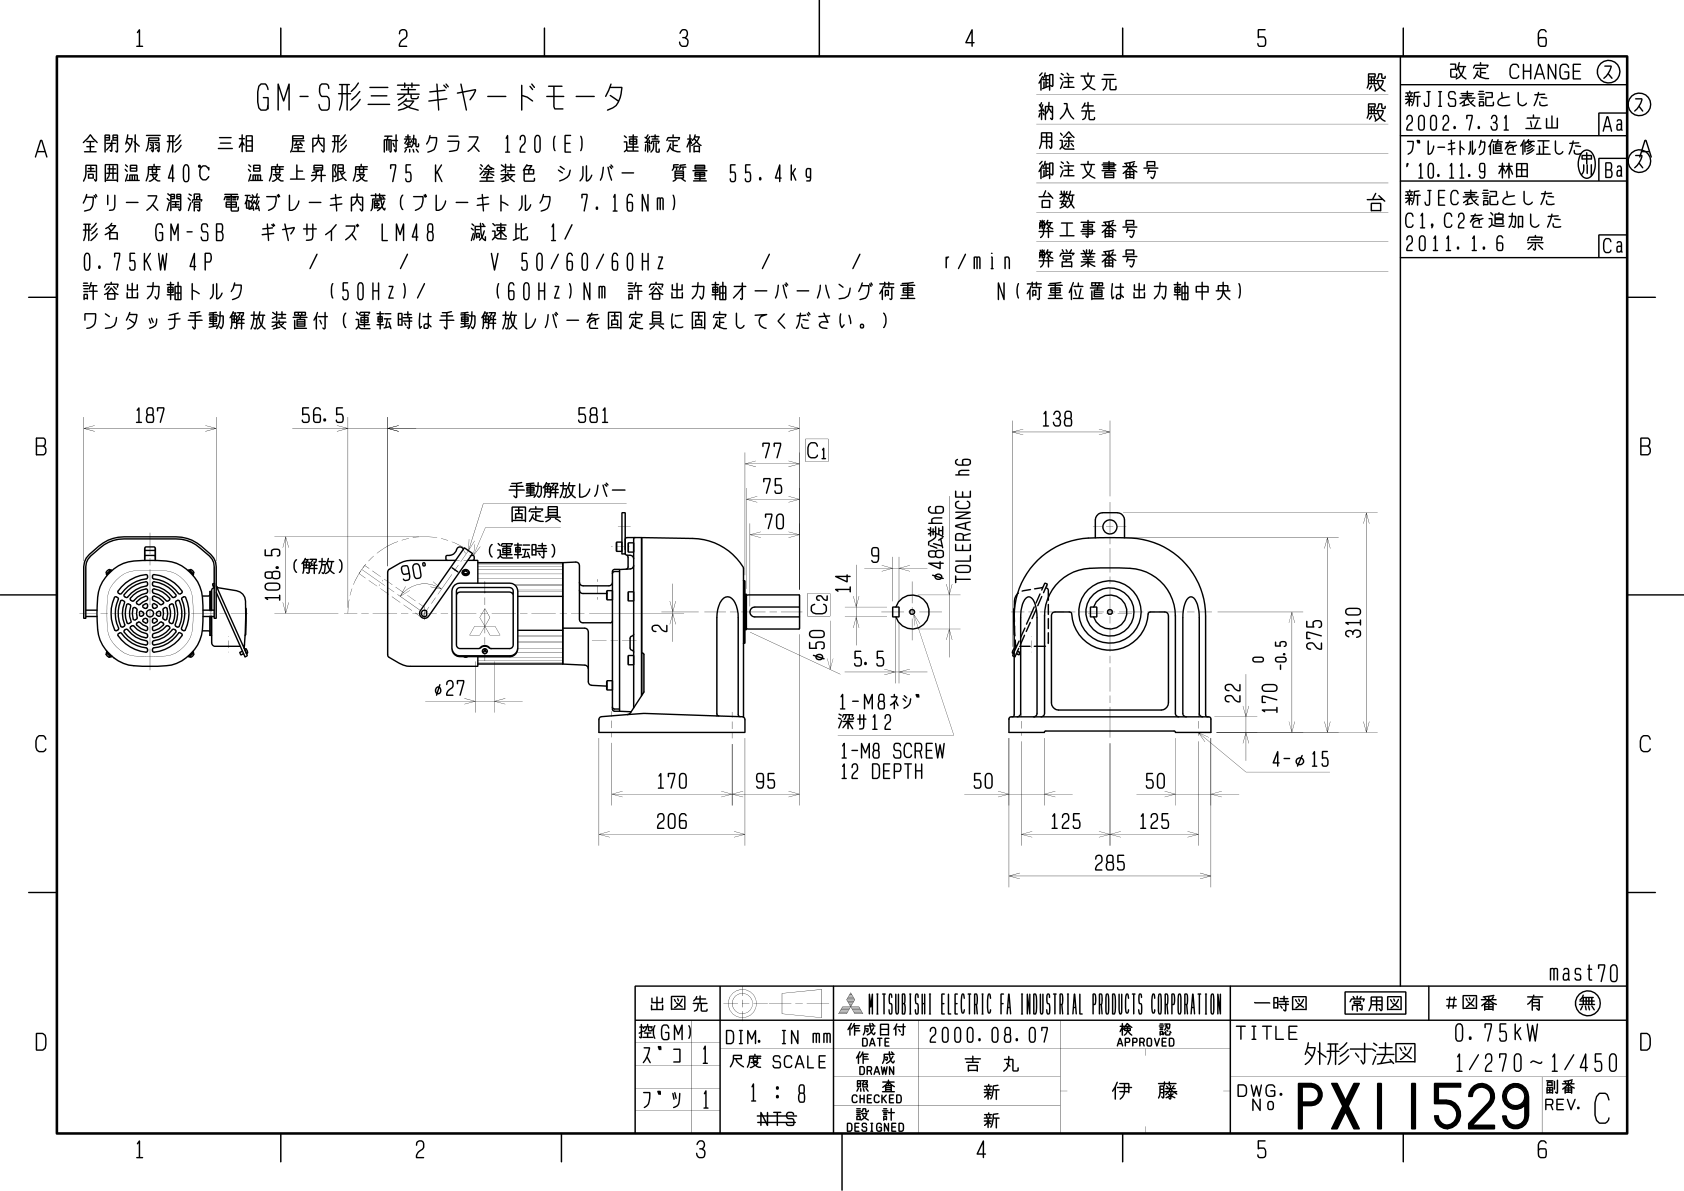 1 2 3 4 5 6
A
B
C
D
A
B
C
D
GM-S形三菱ギヤードモータ
全閉外扇形 三相 屋内形 耐熱クラス 120(E) 連続定格
周囲温度40℃ 温度上昇限度 75 K 塗装色 シルバー 質量 55.4kg
グリース潤滑 電磁ブレーキ内蔵(ブレーキトルク 7.16Nm)
形名 GM-SB ギヤサイズ LM48 減速比 1/
0.75KW 4P / / V 50/60/60Hz / / r/min
許容出力軸トルク (50Hz)/ (60Hz)Nm 許容出力軸オーバーハング荷重 N(荷重位置は出力軸中央)
ワンタッチ手動解放装置付(運転時は手動解放レバーを固定具に固定してください。)
御注文元 殿
納入先 殿
用途
御注文書番号
台数 台
弊工事番号
弊営業番号
改定 CHANGE ス
新JIS表記とした ス
2002.7.31 立山 Aa
ブレーキトルク値を修正した
'10.11.9 林田 中川 Ba ス
新JEC表記とした
C1,C2を追加した
2011.1.6 宗 Ca
187
56.5
581
77 C1
75
70
手動解放レバー
固定具
(運転時)
(解放)
108.5
90°
2
φ27
170
95
206
C2
φ50
9
14
5.5
φ48公差h6
TOLERANCE h6
1-M8ネジ
深サ12
1-M8 SCREW
12 DEPTH
138
310
275
0
170 -0.5
22
4-φ15
50
50
125
125
285
mast70
出図先
控(GM)
スコ 1
ブツ 1
DIM. IN mm
尺度 SCALE
1 : 8
NTS
MITSUBISHI ELECTRIC FA INDUSTRIAL PRODUCTS CORPORATION
作成日付
DATE
2000.08.07
検 認
APPROVED
作 成
DRAWN
吉 丸
照 査
CHECKED
新
設 計
DESIGNED
新
伊 藤
一時図 常用図 #図番 有 無
TITLE
外形寸法図
0.75kW
1/270~1/450
DWG.
No
PX11529
副番
REV.
C
1 2 3 4 5 6